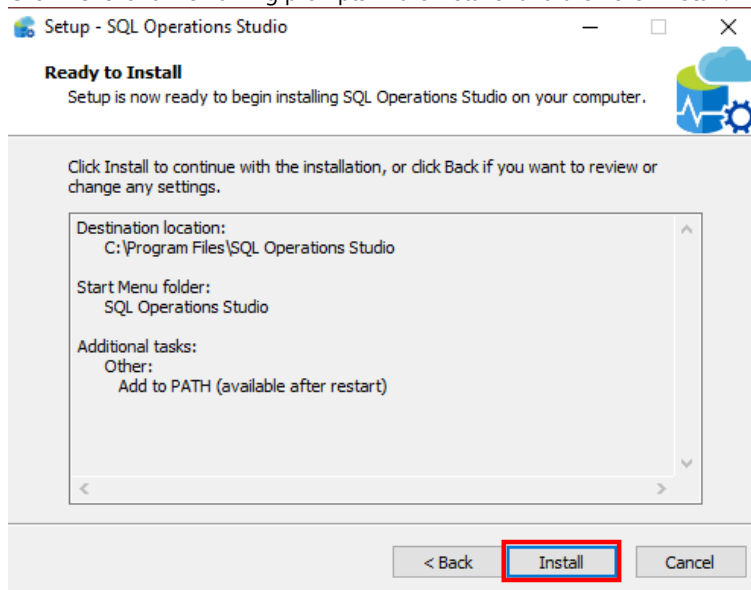 Setup - SQL Operations Studio
Ready to Install
Setup is now ready to begin installing SQL Operations Studio on your computer.
Click Install to continue with the installation, or click Back if you want to review or
change any settings.
Destination location:
C:\Program Files\SQL Operations Studio
Start Menu folder:
SQL Operations Studio
Additional tasks:
Other:
Add to PATH (available after restart)
< Back
Install
Cancel